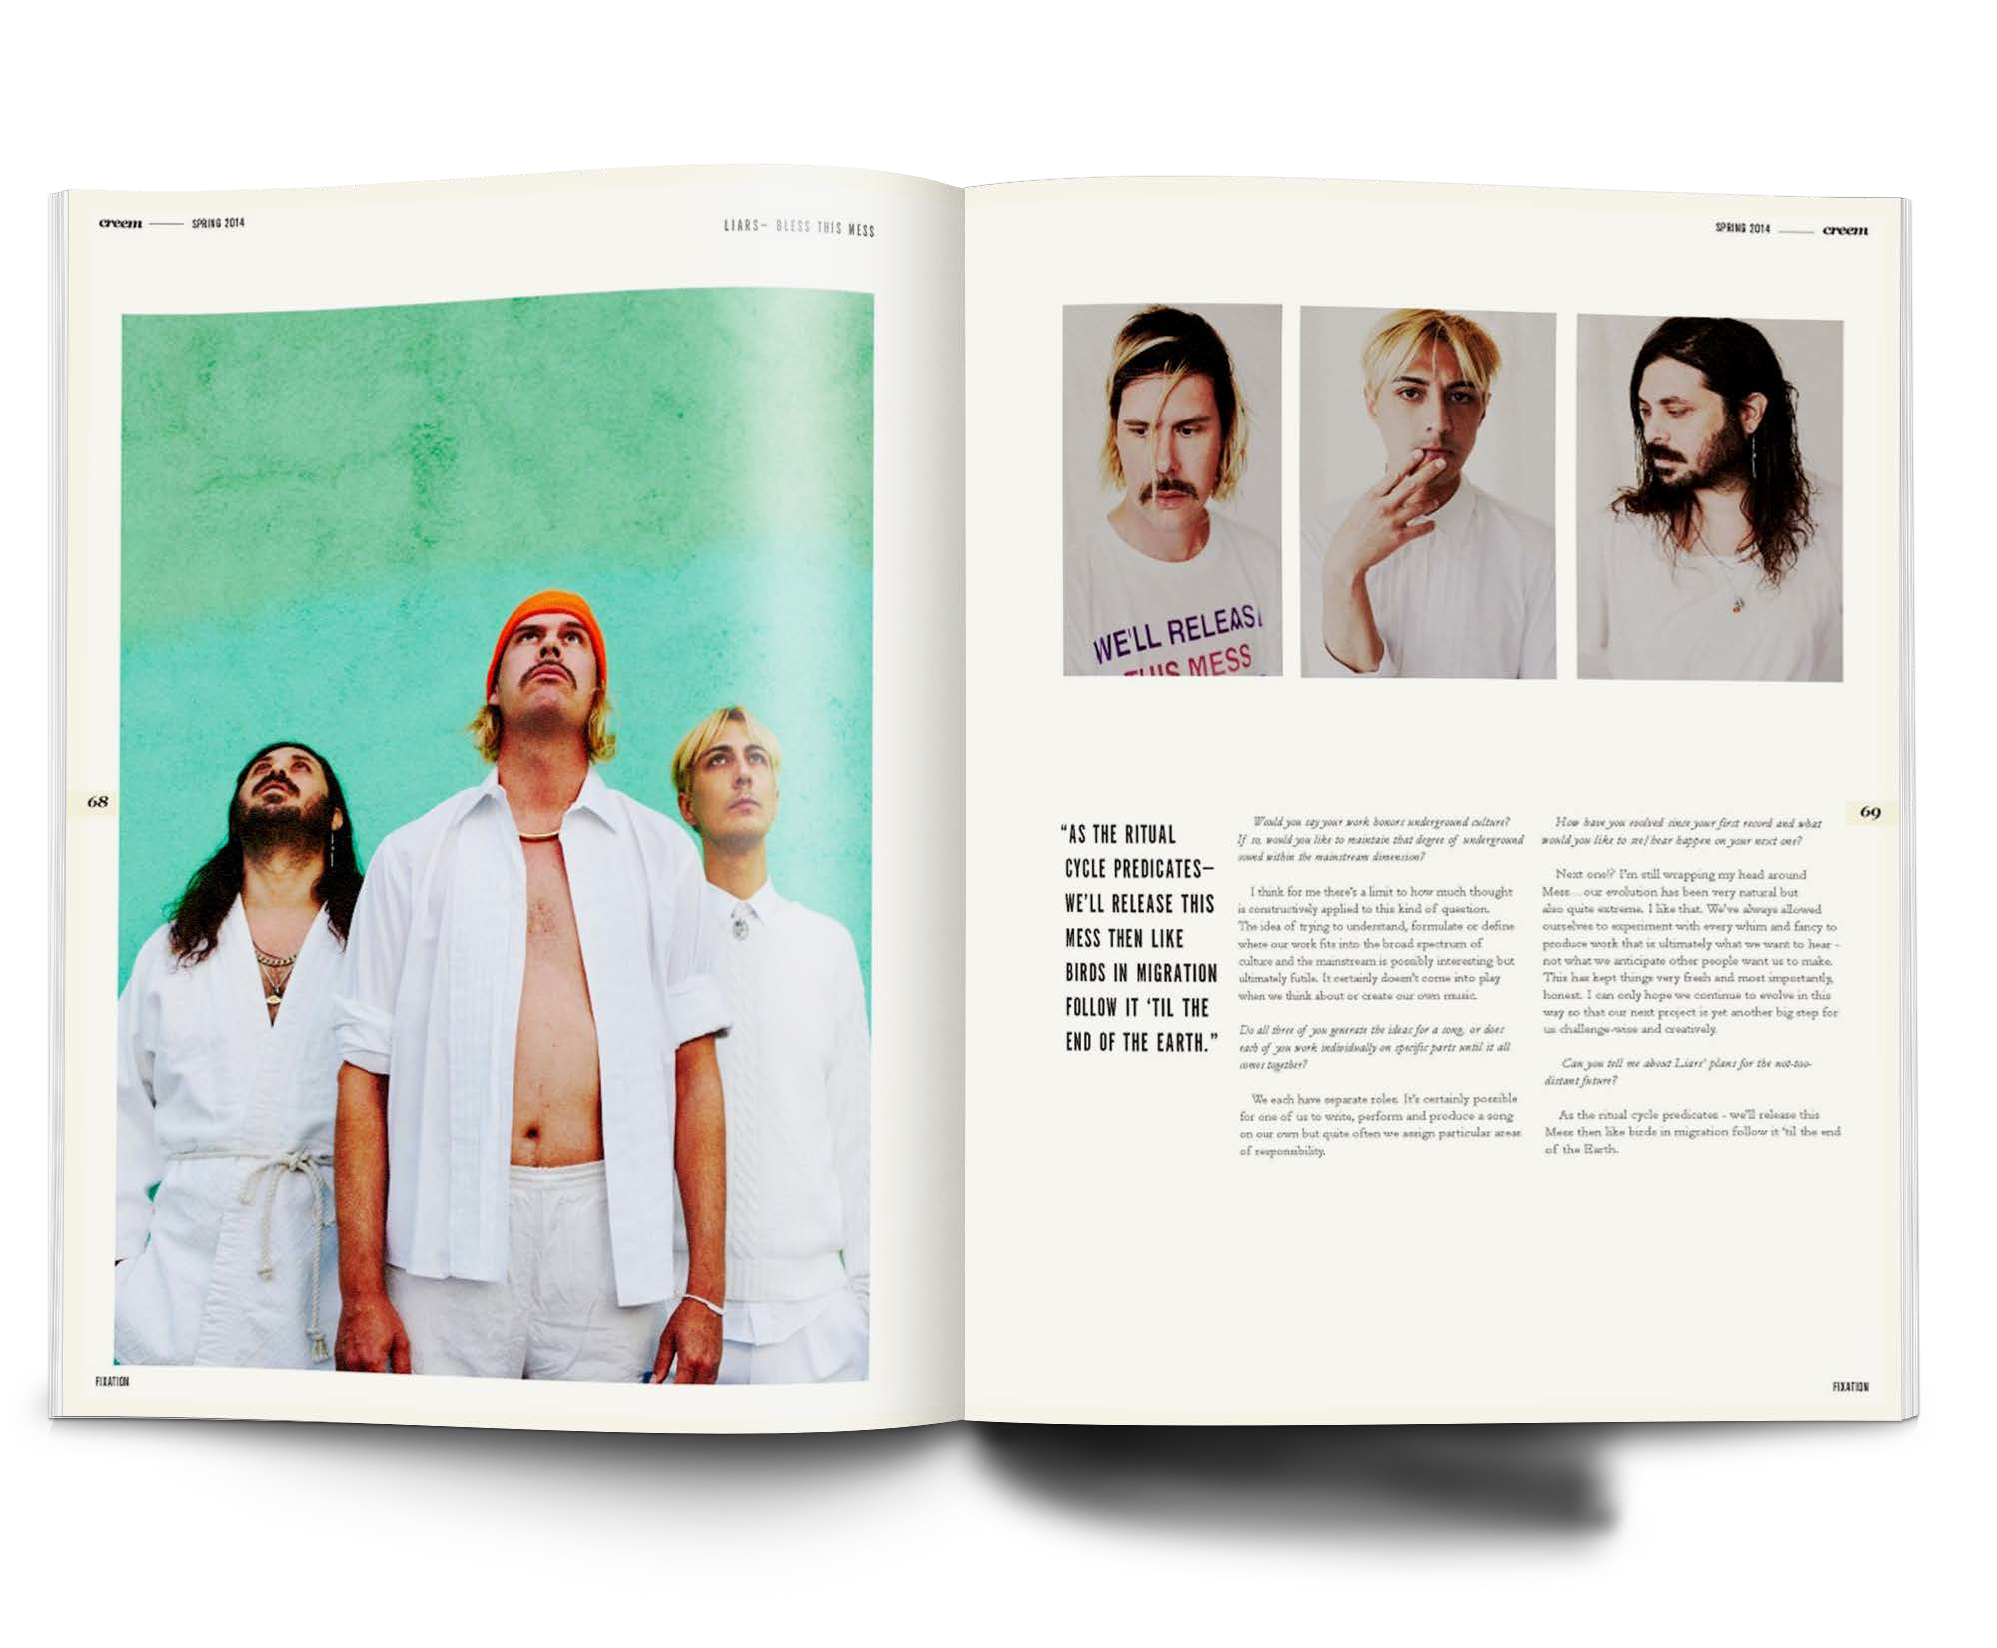 creem SPRING 2014
LIARS— BLESS THIS MESS
68
FIXATION
SPRING 2014 creem
WE'LL RELEAS
THIS MESS
"AS THE RITUAL
CYCLE PREDICATES—
WE'LL RELEASE THIS
MESS THEN LIKE
BIRDS IN MIGRATION
FOLLOW IT 'TIL THE
END OF THE EARTH."
Would you say your work honors underground culture?
If so, would you like to maintain that degree of underground
sound within the mainstream dimension?
I think for me there's a limit to how much thought
is constructively applied to this kind of question.
The idea of trying to understand, formulate or define
where our work fits into the broad spectrum of
culture and the mainstream is possibly interesting but
ultimately futile. It certainly doesn't come into play
when we think about or create our own music.
Do all three of you generate the ideas for a song, or does
each of you work individually on specific parts until it all
comes together?
We each have separate roles. It's certainly possible
for one of us to write, perform and produce a song
on our own but quite often we assign particular areas
of responsibility.
How have you evolved since your first record and what
would you like to see/hear happen on your next one?
Next one!? I'm still wrapping my head around
Mess...our evolution has been very natural but
also quite extreme. I like that. We've always allowed
ourselves to experiment with every whim and fancy to
produce work that is ultimately what we want to hear -
not what we anticipate other people want us to make.
This has kept things very fresh and most importantly,
honest. I can only hope we continue to evolve in this
way so that our next project is yet another big step for
us challenge-wise and creatively.
Can you tell me about Liars' plans for the not-too-
distant future?
As the ritual cycle predicates - we'll release this
Mess then like birds in migration follow it 'til the end
of the Earth.
69
FIXATION